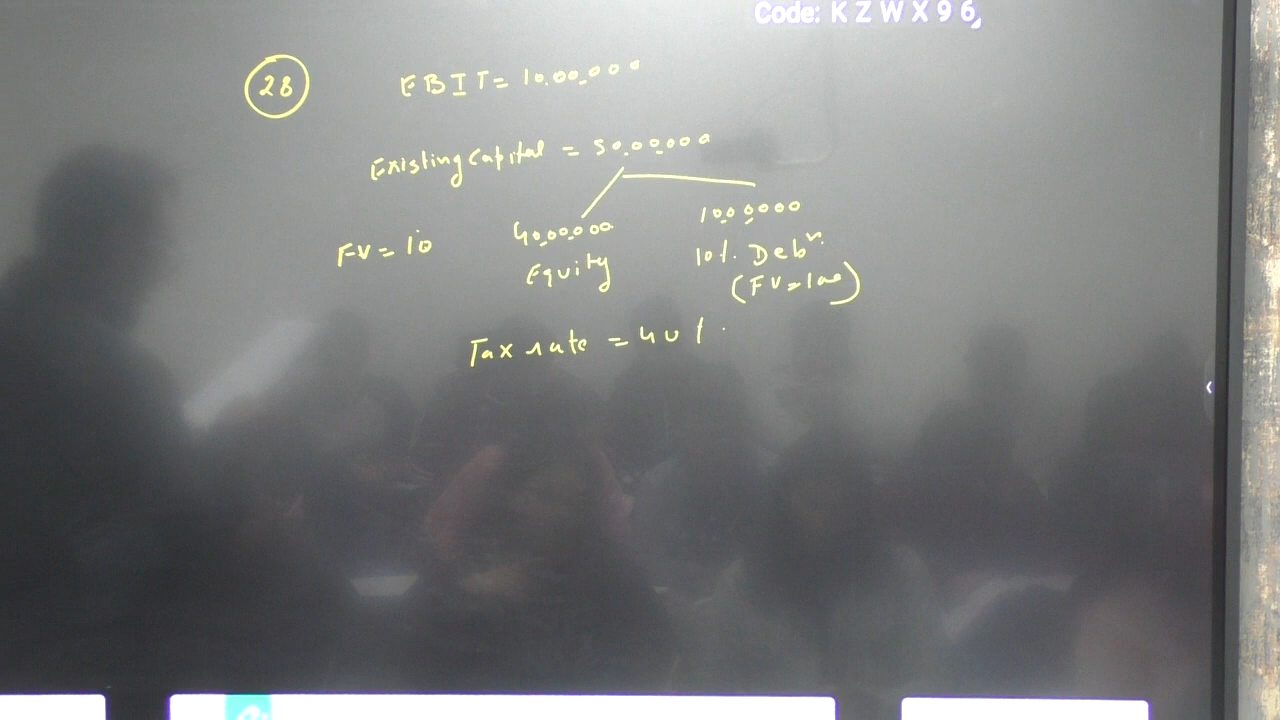 Code: K Z W X 9 6,
28 EBIT = 10,00,000
Existing Capital = 50,00,000
40,00,000 10,00,000
FV = 10 Equity 10% Deb^n.
(FV = 100)
Tax rate = 40%